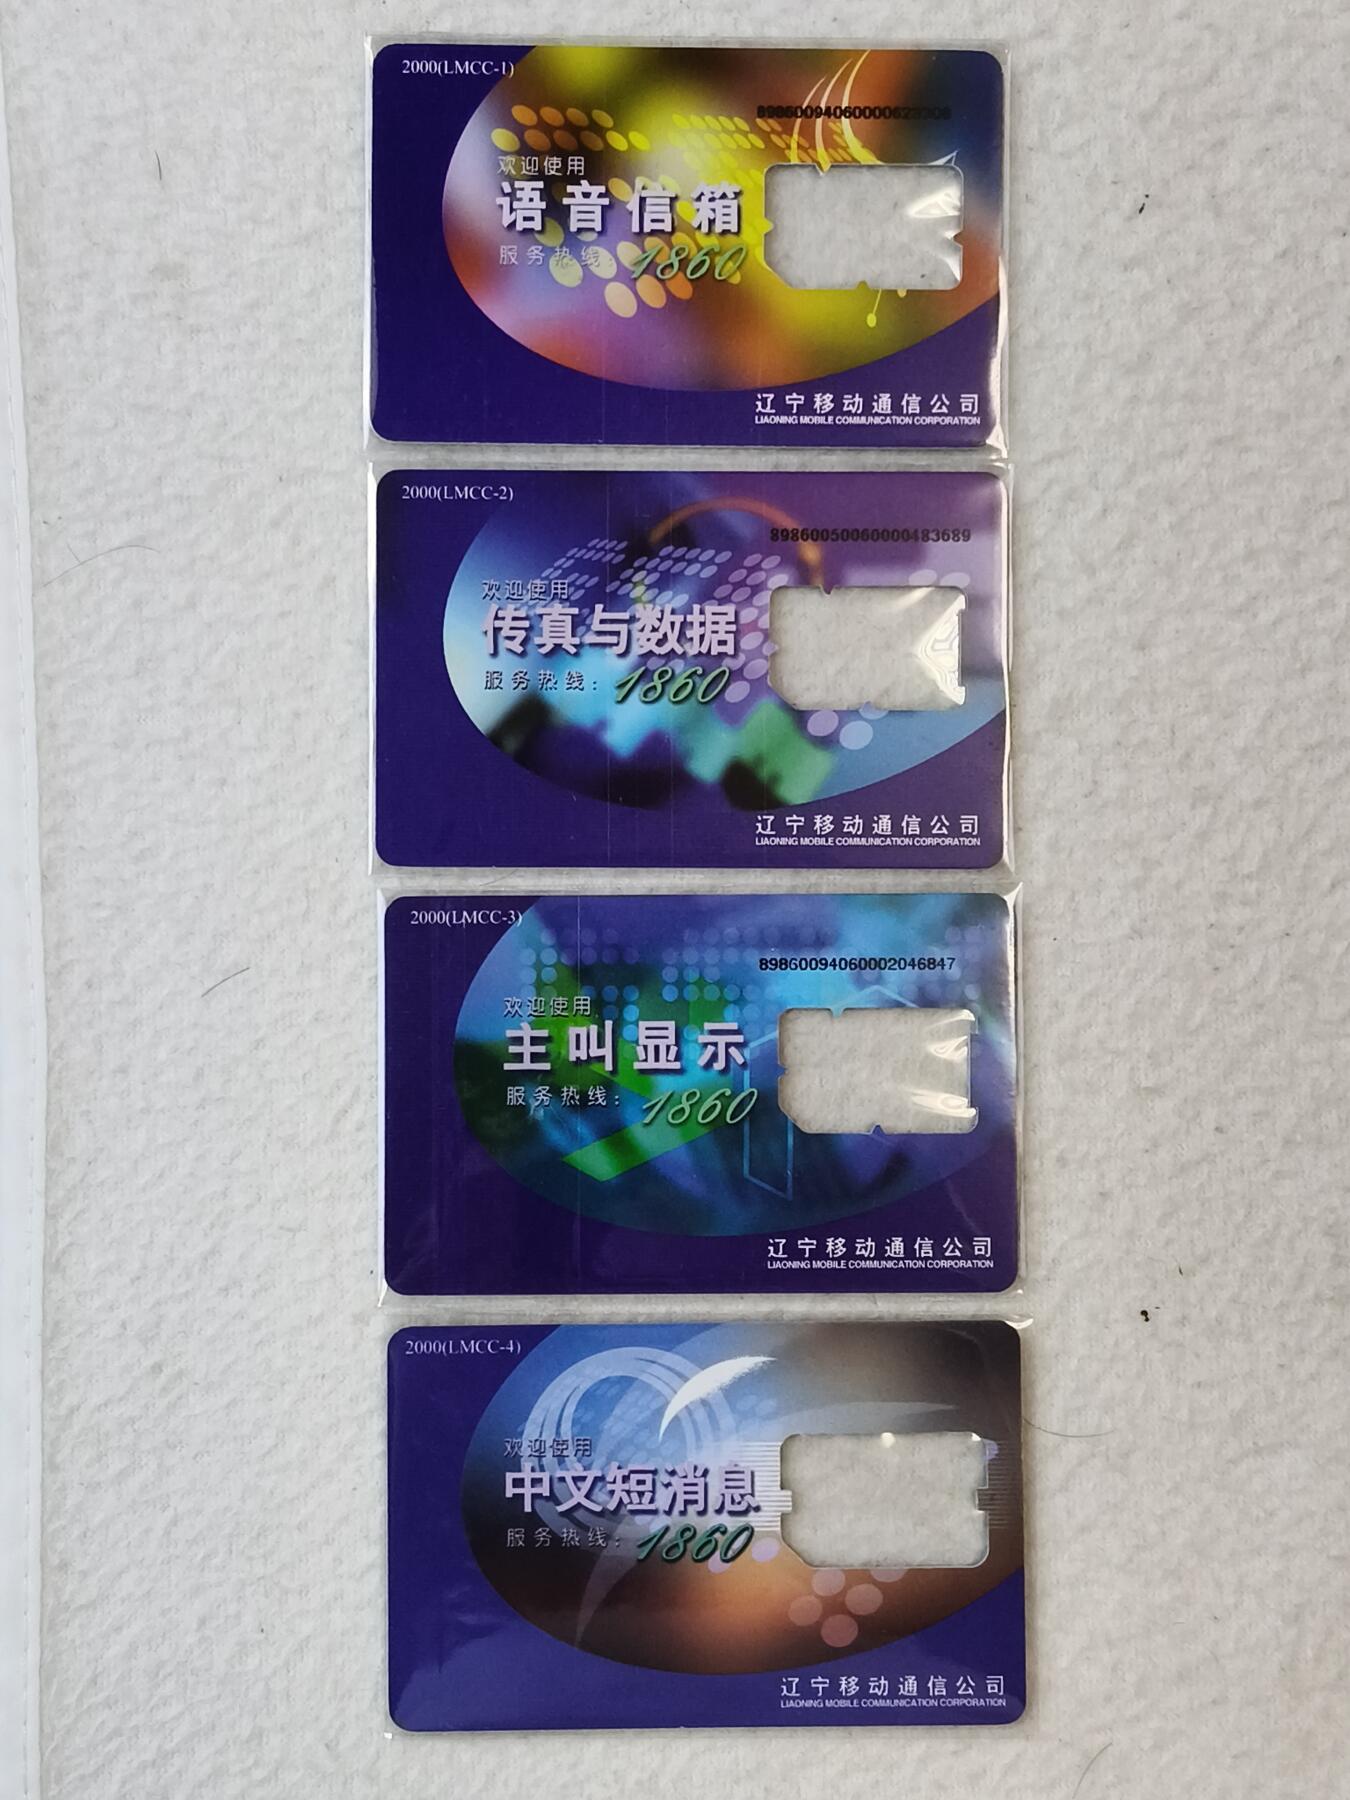 2000(LMCC-1)
欢迎使用
语音信箱
服务热线：1860
辽宁移动通信公司
LIAONING MOBILE COMMUNICATION CORPORATION
2000(LMCC-2)
89860050060000483689
欢迎使用
传真与数据
服务热线：1860
辽宁移动通信公司
LIAONING MOBILE COMMUNICATION CORPORATION
2000(LMCC-3)
89860094060002046847
欢迎使用
主叫显示
服务热线：1860
辽宁移动通信公司
LIAONING MOBILE COMMUNICATION CORPORATION
2000(LMCC-4)
欢迎使用
中文短消息
服务热线：1860
辽宁移动通信公司
LIAONING MOBILE COMMUNICATION CORPORATION